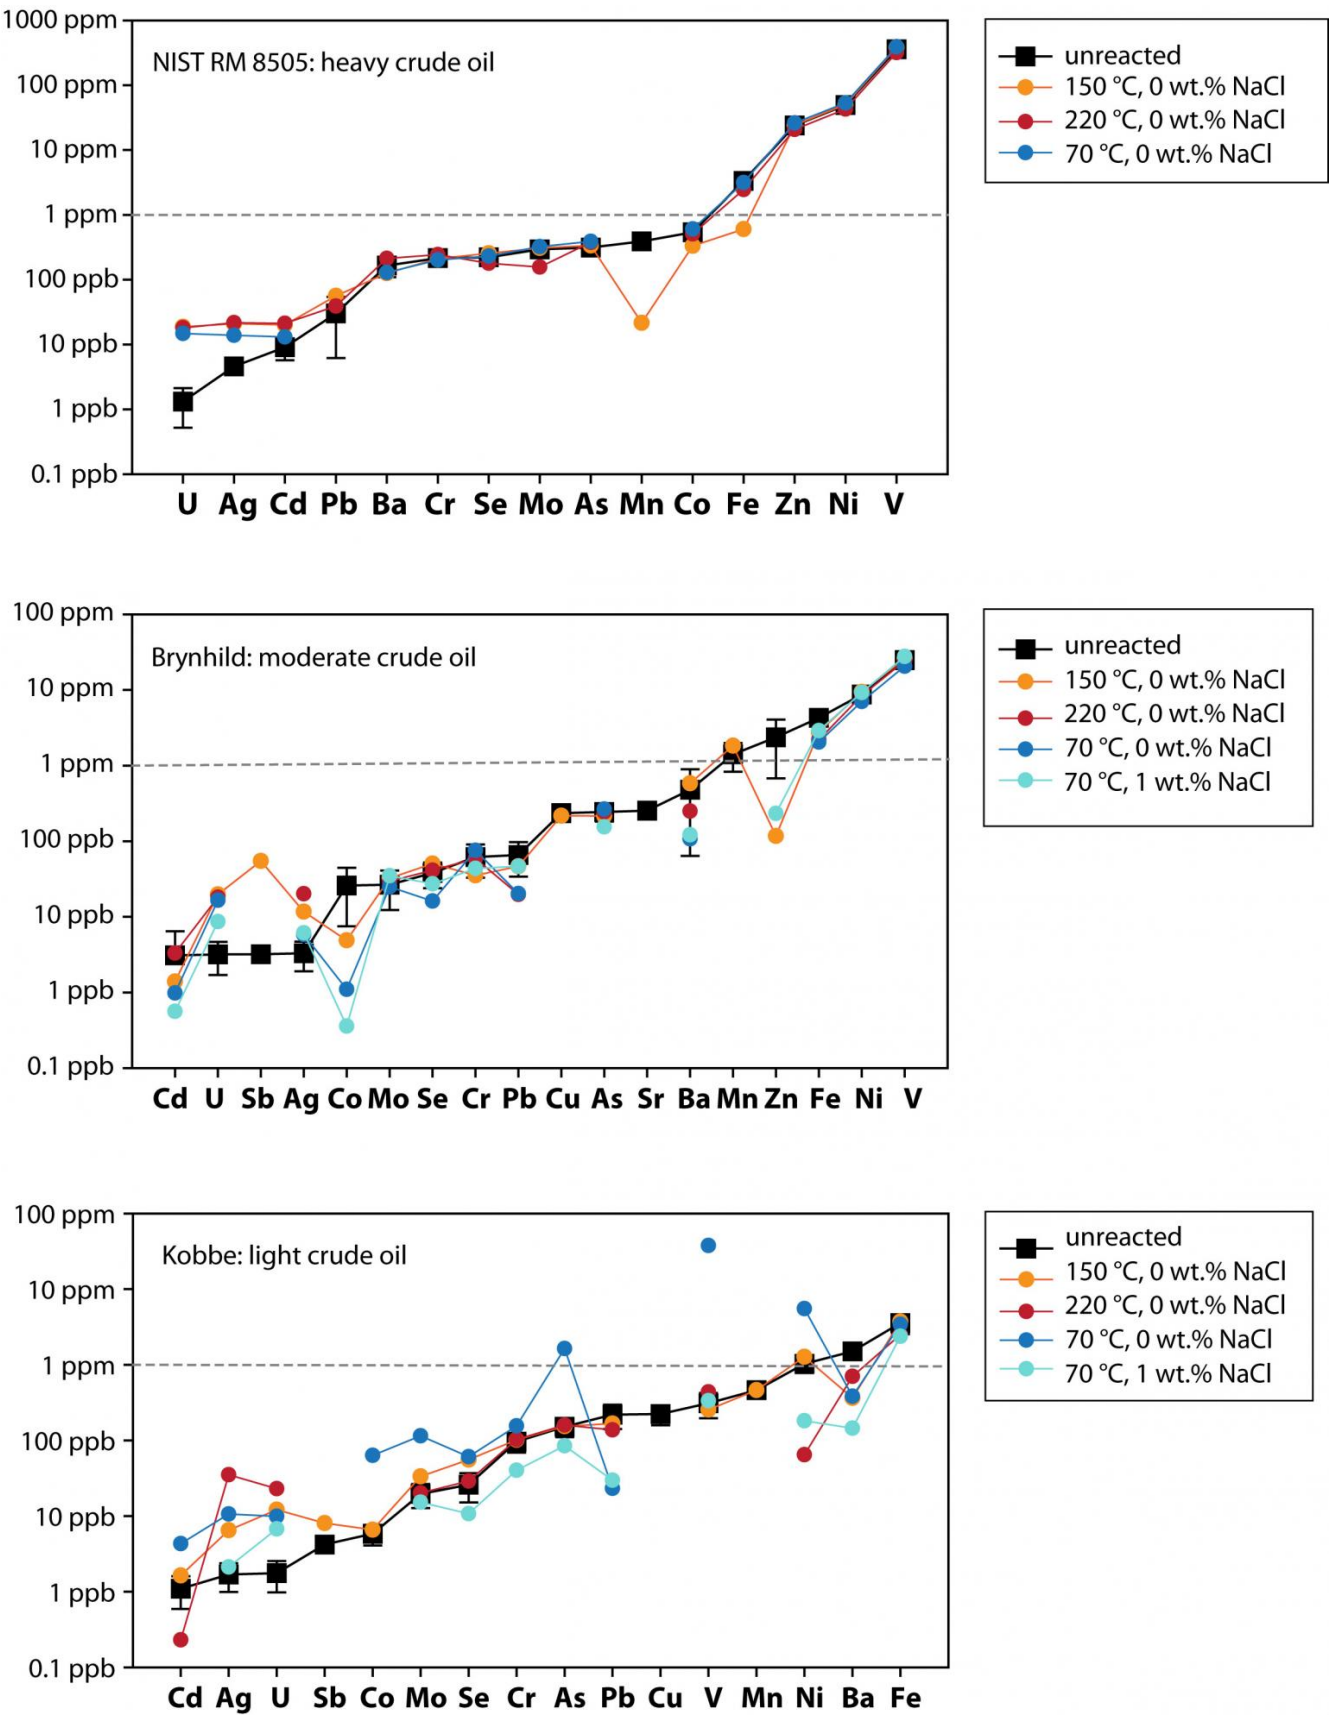 1000 ppm
100 ppm
10 ppm
1 ppm
100 ppb
10 ppb
1 ppb
0.1 ppb
NIST RM 8505: heavy crude oil
U Ag Cd Pb Ba Cr Se Mo As Mn Co Fe Zn Ni V
unreacted
150 °C, 0 wt.% NaCl
220 °C, 0 wt.% NaCl
70 °C, 0 wt.% NaCl
100 ppm
10 ppm
1 ppm
100 ppb
10 ppb
1 ppb
0.1 ppb
Brynhild: moderate crude oil
Cd U Sb Ag Co Mo Se Cr Pb Cu As Sr Ba Mn Zn Fe Ni V
unreacted
150 °C, 0 wt.% NaCl
220 °C, 0 wt.% NaCl
70 °C, 0 wt.% NaCl
70 °C, 1 wt.% NaCl
100 ppm
10 ppm
1 ppm
100 ppb
10 ppb
1 ppb
0.1 ppb
Kobbe: light crude oil
Cd Ag U Sb Co Mo Se Cr As Pb Cu V Mn Ni Ba Fe
unreacted
150 °C, 0 wt.% NaCl
220 °C, 0 wt.% NaCl
70 °C, 0 wt.% NaCl
70 °C, 1 wt.% NaCl